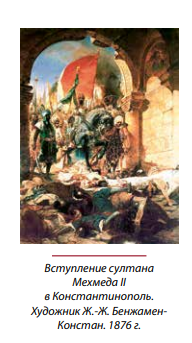 Вступление султана
Мехмеда II
в Константинополь.
Художник Ж.-Ж. Бенжамен-
Констан. 1876 г.